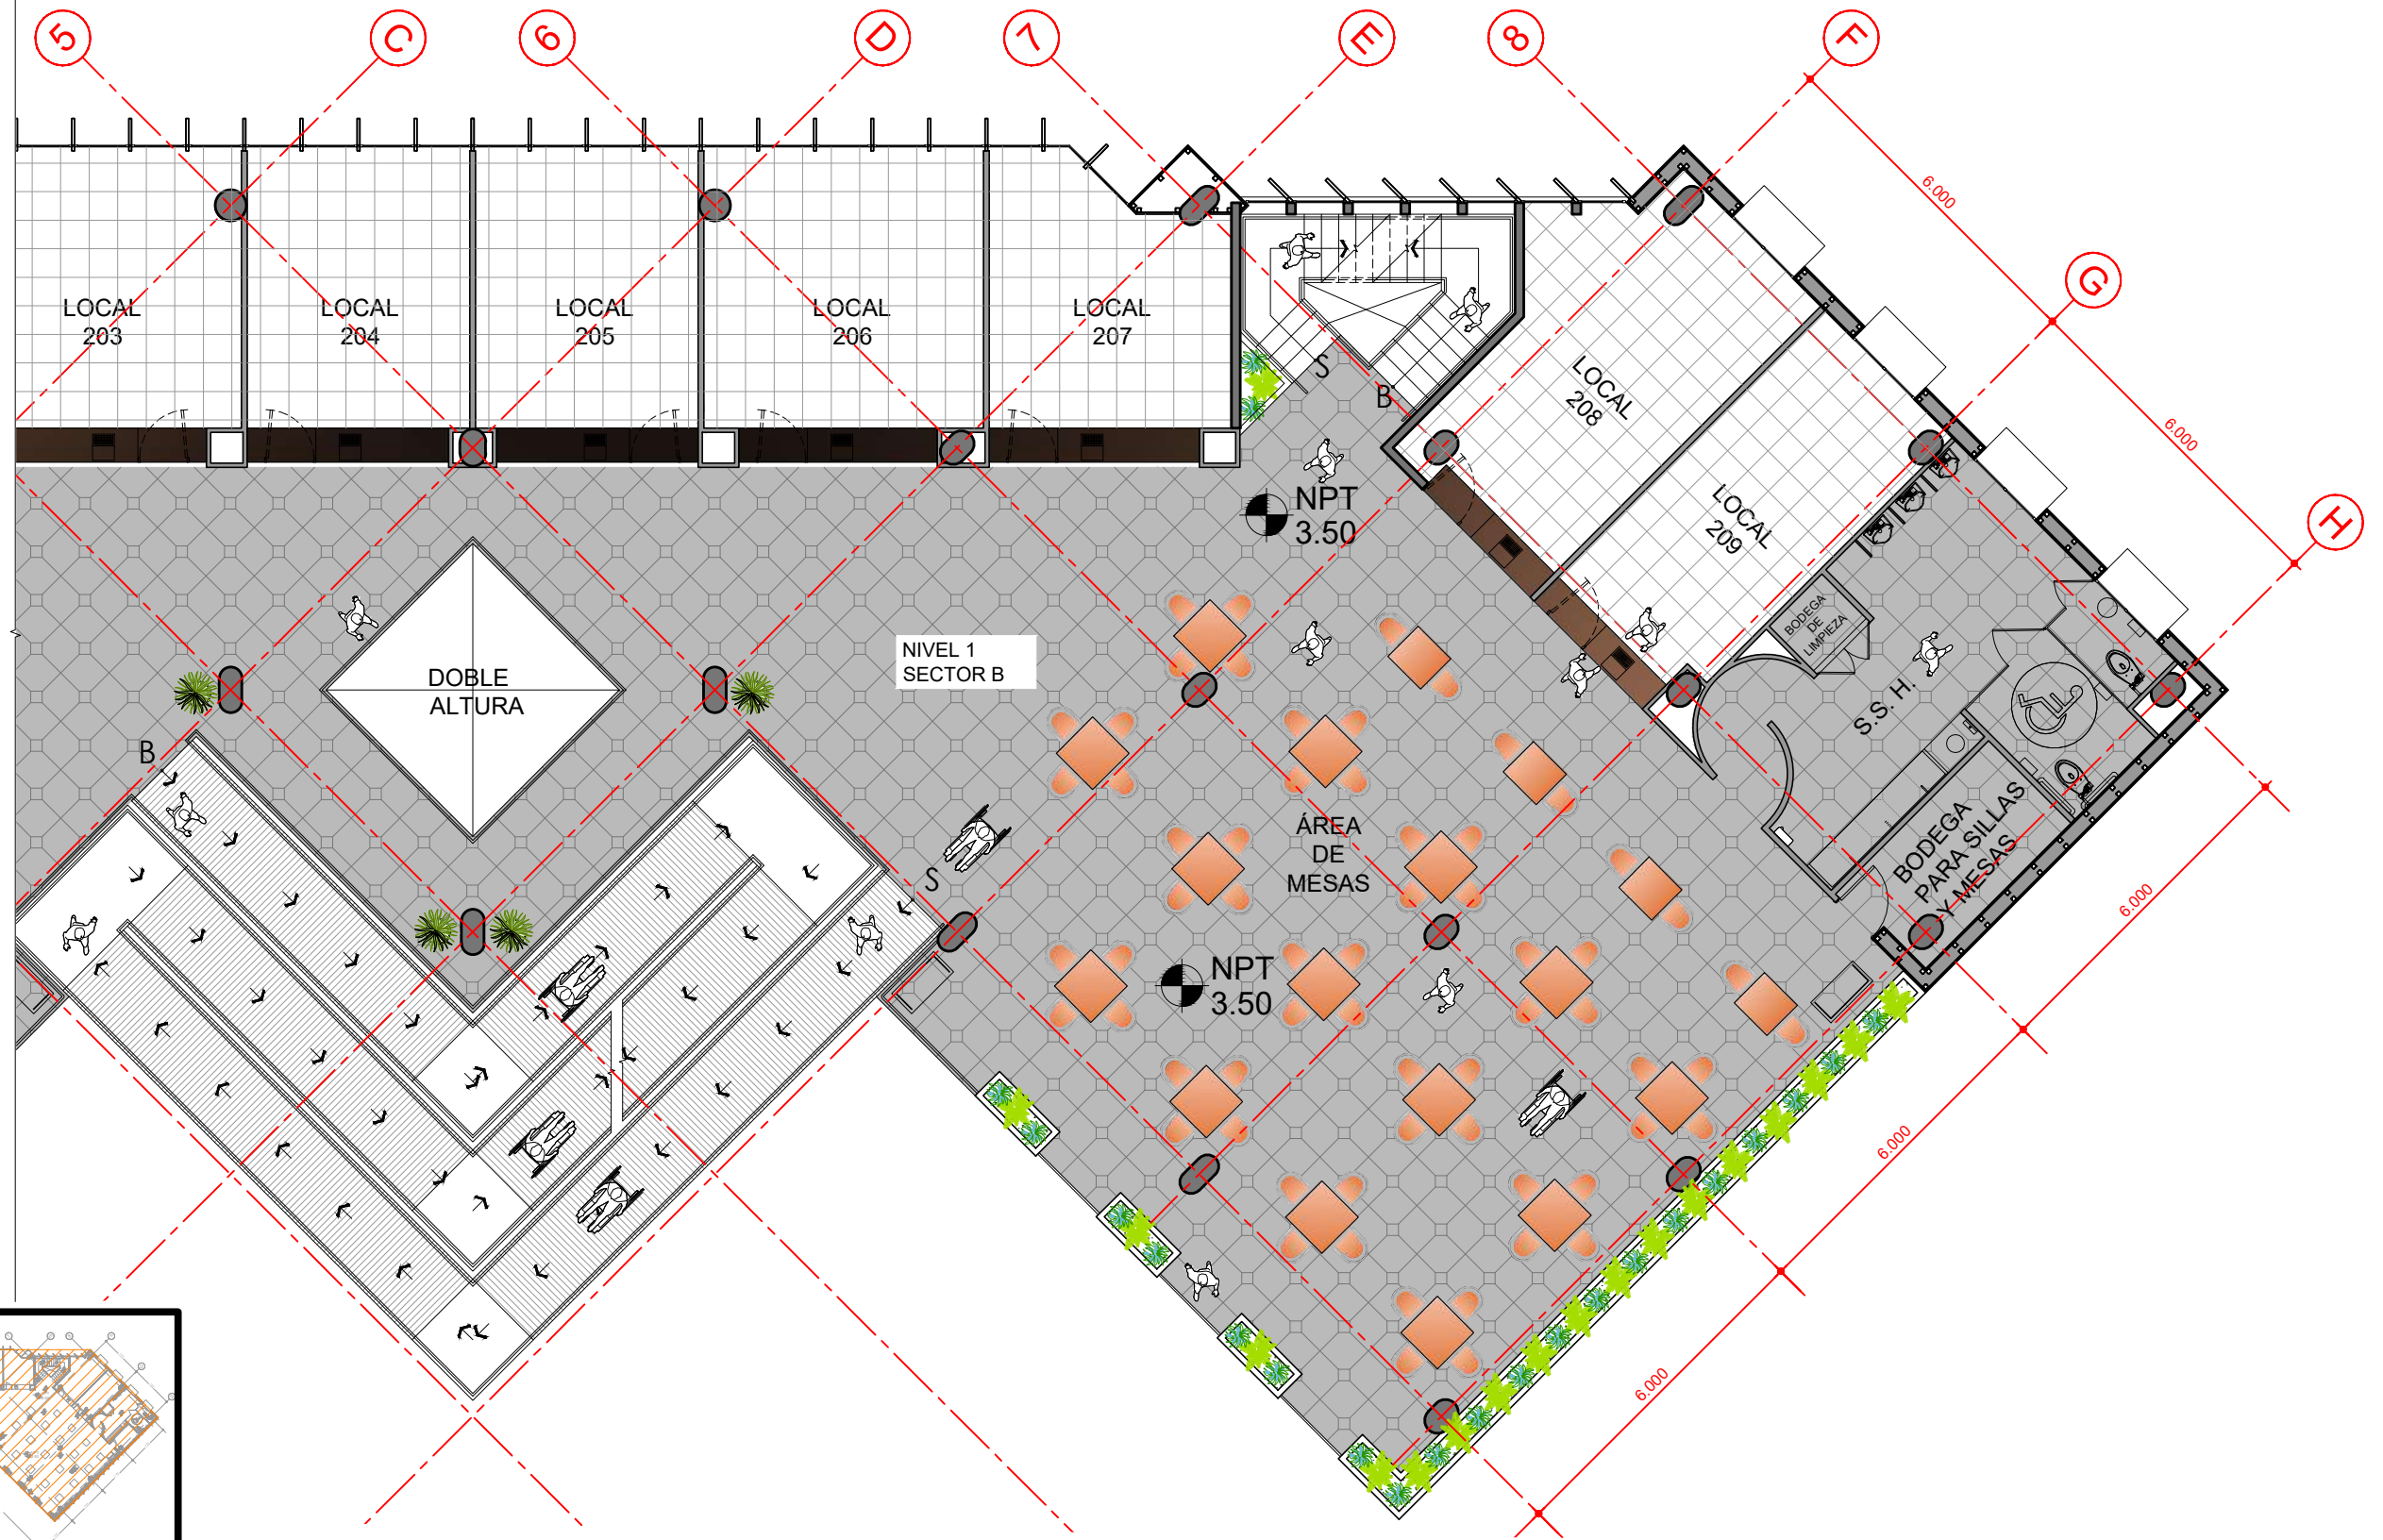 5
C
6
D
7
E
8
F
6.000
G
6.000
H
LOCAL
203
LOCAL
204
LOCAL
205
LOCAL
206
LOCAL
207
S
B
LOCAL
208
LOCAL
209
NPT
3.50
BODEGA
DE
LIMPIEZA
NIVEL 1
SECTOR B
DOBLE
ALTURA
S.S. H.
B
S
ÁREA
DE
MESAS
BODEGA
PARA SILLAS
Y MESAS
NPT
3.50
6.000
6.000
6.000